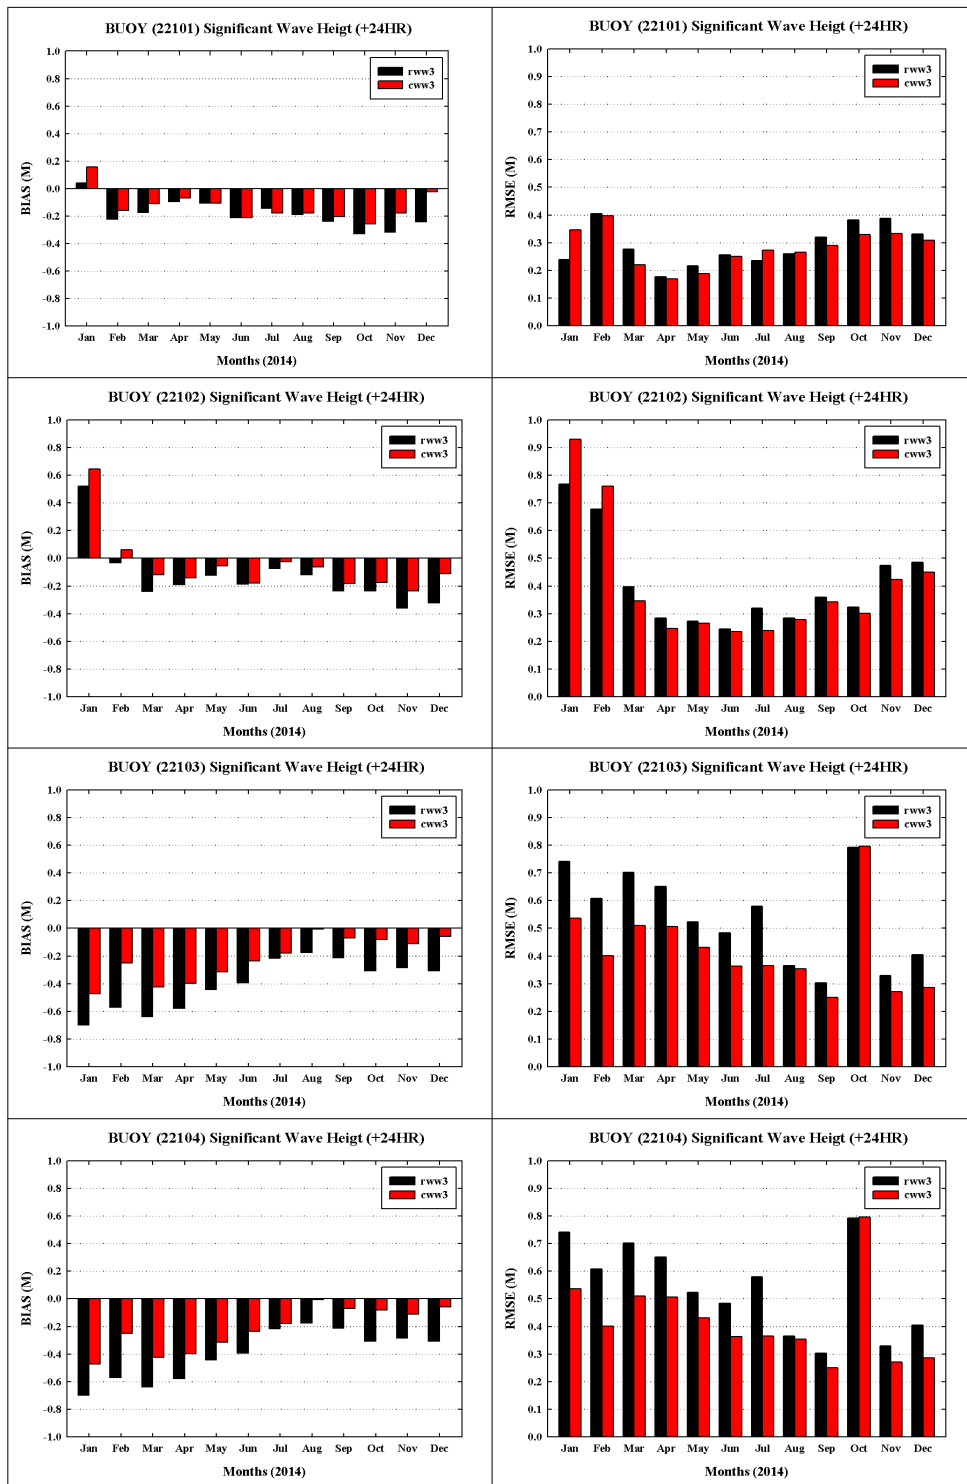 BUOY (22101) Significant Wave Heigt (+24HR)
1.0
0.8
0.6
0.4
0.2
0.0
-0.2
-0.4
-0.6
-0.8
-1.0
BIAS (M)
rww3
cww3
Jan Feb Mar Apr May Jun Jul Aug Sep Oct Nov Dec
Months (2014)
BUOY (22101) Significant Wave Heigt (+24HR)
1.0
0.9
0.8
0.7
0.6
0.5
0.4
0.3
0.2
0.1
0.0
RMSE (M)
rww3
cww3
Jan Feb Mar Apr May Jun Jul Aug Sep Oct Nov Dec
Months (2014)
BUOY (22102) Significant Wave Heigt (+24HR)
1.0
0.8
0.6
0.4
0.2
0.0
-0.2
-0.4
-0.6
-0.8
-1.0
BIAS (M)
rww3
cww3
Jan Feb Mar Apr May Jun Jul Aug Sep Oct Nov Dec
Months (2014)
BUOY (22102) Significant Wave Heigt (+24HR)
1.0
0.9
0.8
0.7
0.6
0.5
0.4
0.3
0.2
0.1
0.0
RMSE (M)
rww3
cww3
Jan Feb Mar Apr May Jun Jul Aug Sep Oct Nov Dec
Months (2014)
BUOY (22103) Significant Wave Heigt (+24HR)
1.0
0.8
0.6
0.4
0.2
0.0
-0.2
-0.4
-0.6
-0.8
-1.0
BIAS (M)
rww3
cww3
Jan Feb Mar Apr May Jun Jul Aug Sep Oct Nov Dec
Months (2014)
BUOY (22103) Significant Wave Heigt (+24HR)
1.0
0.9
0.8
0.7
0.6
0.5
0.4
0.3
0.2
0.1
0.0
RMSE (M)
rww3
cww3
Jan Feb Mar Apr May Jun Jul Aug Sep Oct Nov Dec
Months (2014)
BUOY (22104) Significant Wave Heigt (+24HR)
1.0
0.8
0.6
0.4
0.2
0.0
-0.2
-0.4
-0.6
-0.8
-1.0
BIAS (M)
rww3
cww3
Jan Feb Mar Apr May Jun Jul Aug Sep Oct Nov Dec
Months (2014)
BUOY (22104) Significant Wave Heigt (+24HR)
1.0
0.9
0.8
0.7
0.6
0.5
0.4
0.3
0.2
0.1
0.0
RMSE (M)
rww3
cww3
Jan Feb Mar Apr May Jun Jul Aug Sep Oct Nov Dec
Months (2014)